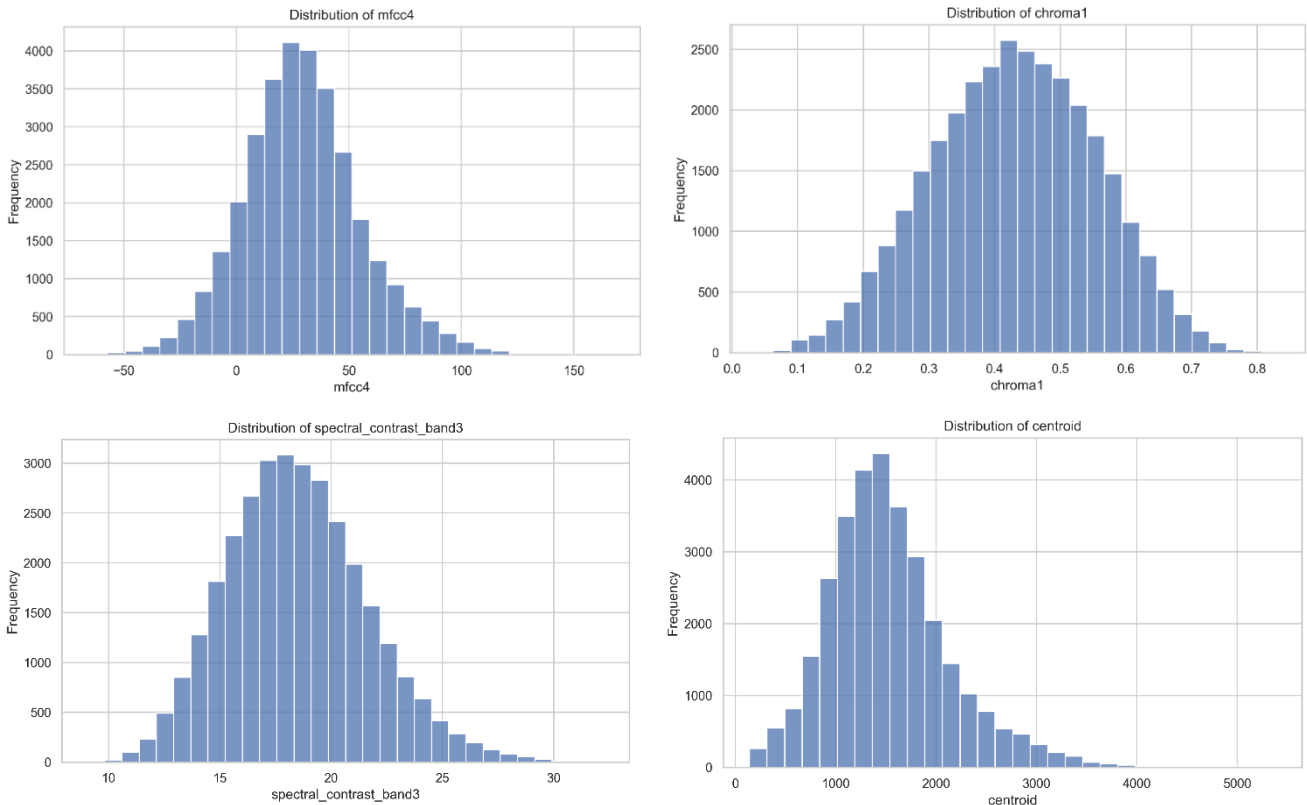 Distribution of mfcc4
4000
3500
3000
2500
2000
1500
1000
500
0
Frequency
−50 0 50 100 150
mfcc4
Distribution of chroma1
2500
2000
1500
1000
500
0
Frequency
0.0 0.1 0.2 0.3 0.4 0.5 0.6 0.7 0.8
chroma1
Distribution of spectral_contrast_band3
3000
2500
2000
1500
1000
500
0
Frequency
10 15 20 25 30
spectral_contrast_band3
Distribution of centroid
4000
3000
2000
1000
0
Frequency
0 1000 2000 3000 4000 5000
centroid